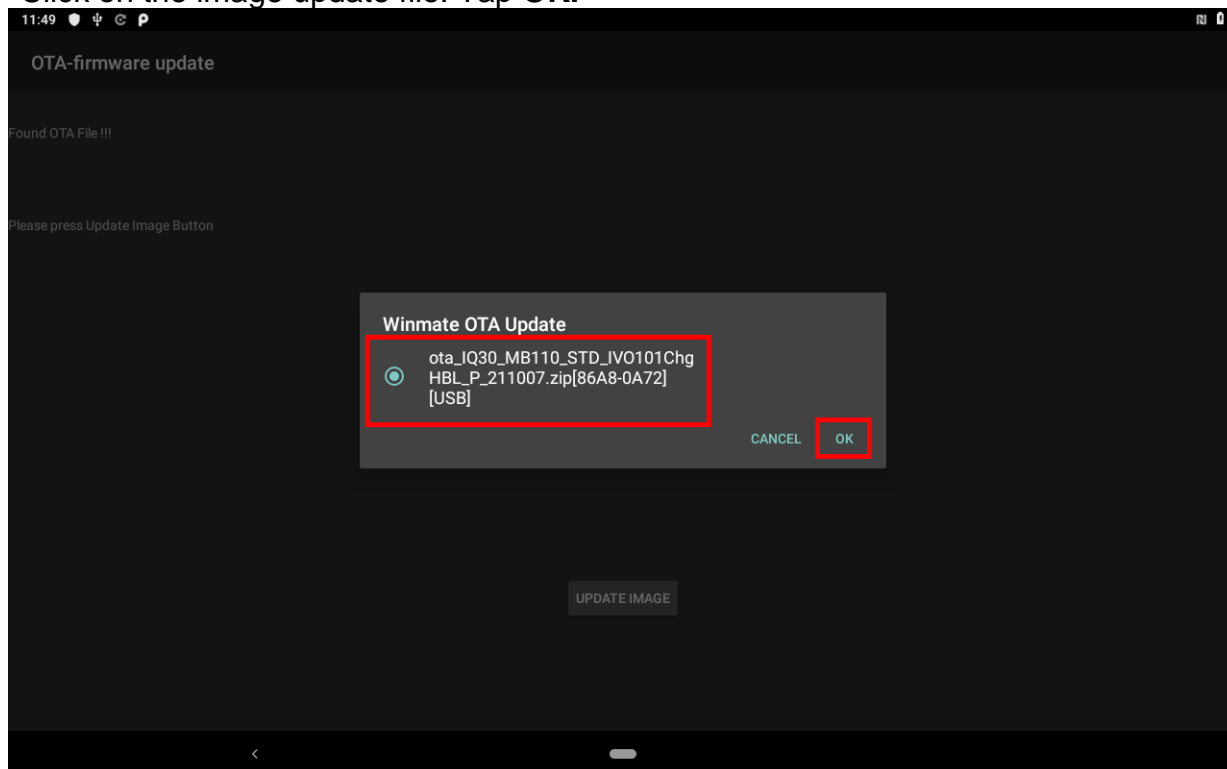 Click on the image update file. Tap OK.
11:49
OTA-firmware update
Found OTA File !!!
Please press Update Image Button
Winmate OTA Update
ota_IQ30_MB110_STD_IVO101Chg
HBL_P_211007.zip[86A8-0A72]
[USB]
CANCEL OK
UPDATE IMAGE